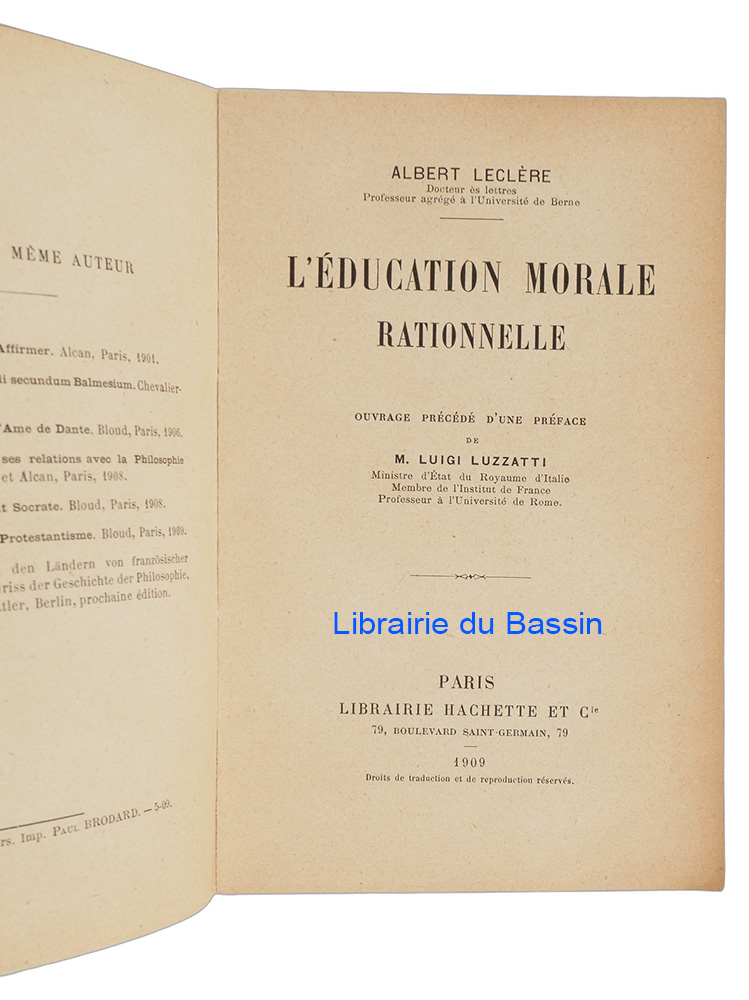 MÊME AUTEUR
Affirmer. Alcan, Paris, 1901.
secundum Balmesium. Chevalier-
Ame de Dante. Bloud, Paris, 1906.
ses relations avec la Philosophie
et Alcan, Paris, 1908.
Socrate. Bloud, Paris, 1908.
Protestantisme. Bloud, Paris, 1909.
den Ländern von französischer
der Geschichte der Philosophie,
Berlin, prochaine édition.
Imp. PAUL BRODARD. — 5-09.
ALBERT LECLÈRE
Docteur ès lettres
Professeur agrégé à l'Université de Berne
L'ÉDUCATION MORALE
RATIONNELLE
OUVRAGE PRÉCÉDÉ D'UNE PRÉFACE
DE
M. LUIGI LUZZATTI
Ministre d'État du Royaume d'Italie
Membre de l'Institut de France
Professeur à l'Université de Rome.
Librairie du Bassin
PARIS
LIBRAIRIE HACHETTE ET Cie
79, BOULEVARD SAINT-GERMAIN, 79
1909
Droits de traduction et de reproduction réservés.